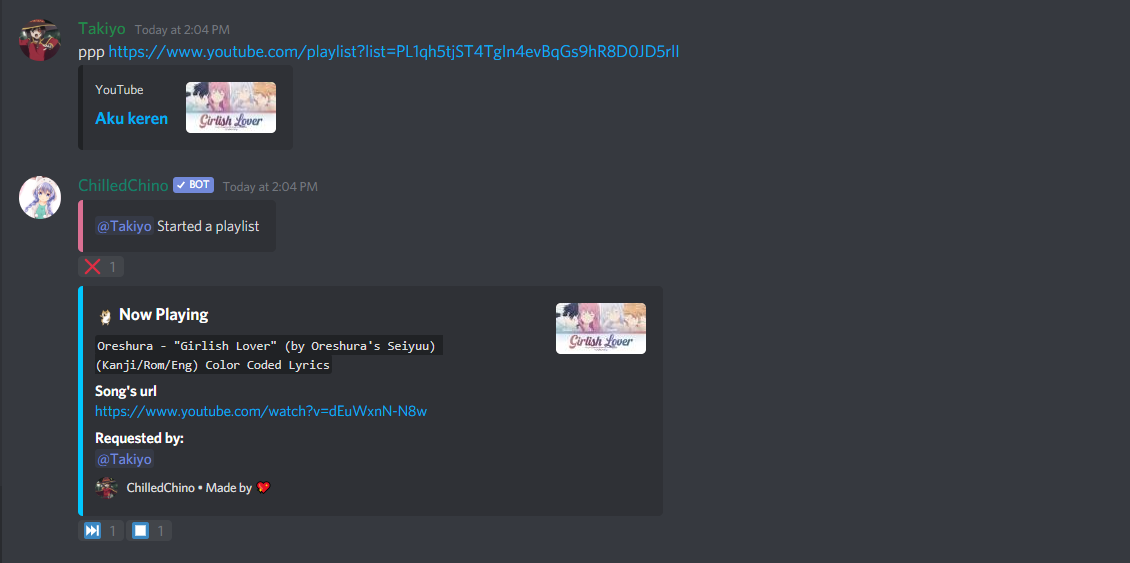 Takiyo Today at 2:04 PM
ppp https://www.youtube.com/playlist?list=PL1qh5tjST4TgIn4evBqGs9hR8D0JD5rIl
YouTube
Aku keren
Girlish Lover
ChilledChino BOT Today at 2:04 PM
@Takiyo Started a playlist
1
Now Playing
Girlish Lover
Oreshura - "Girlish Lover" (by Oreshura's Seiyuu)
(Kanji/Rom/Eng) Color Coded Lyrics
Song's url
https://www.youtube.com/watch?v=dEuWxnN-N8w
Requested by:
@Takiyo
ChilledChino • Made by
1 1